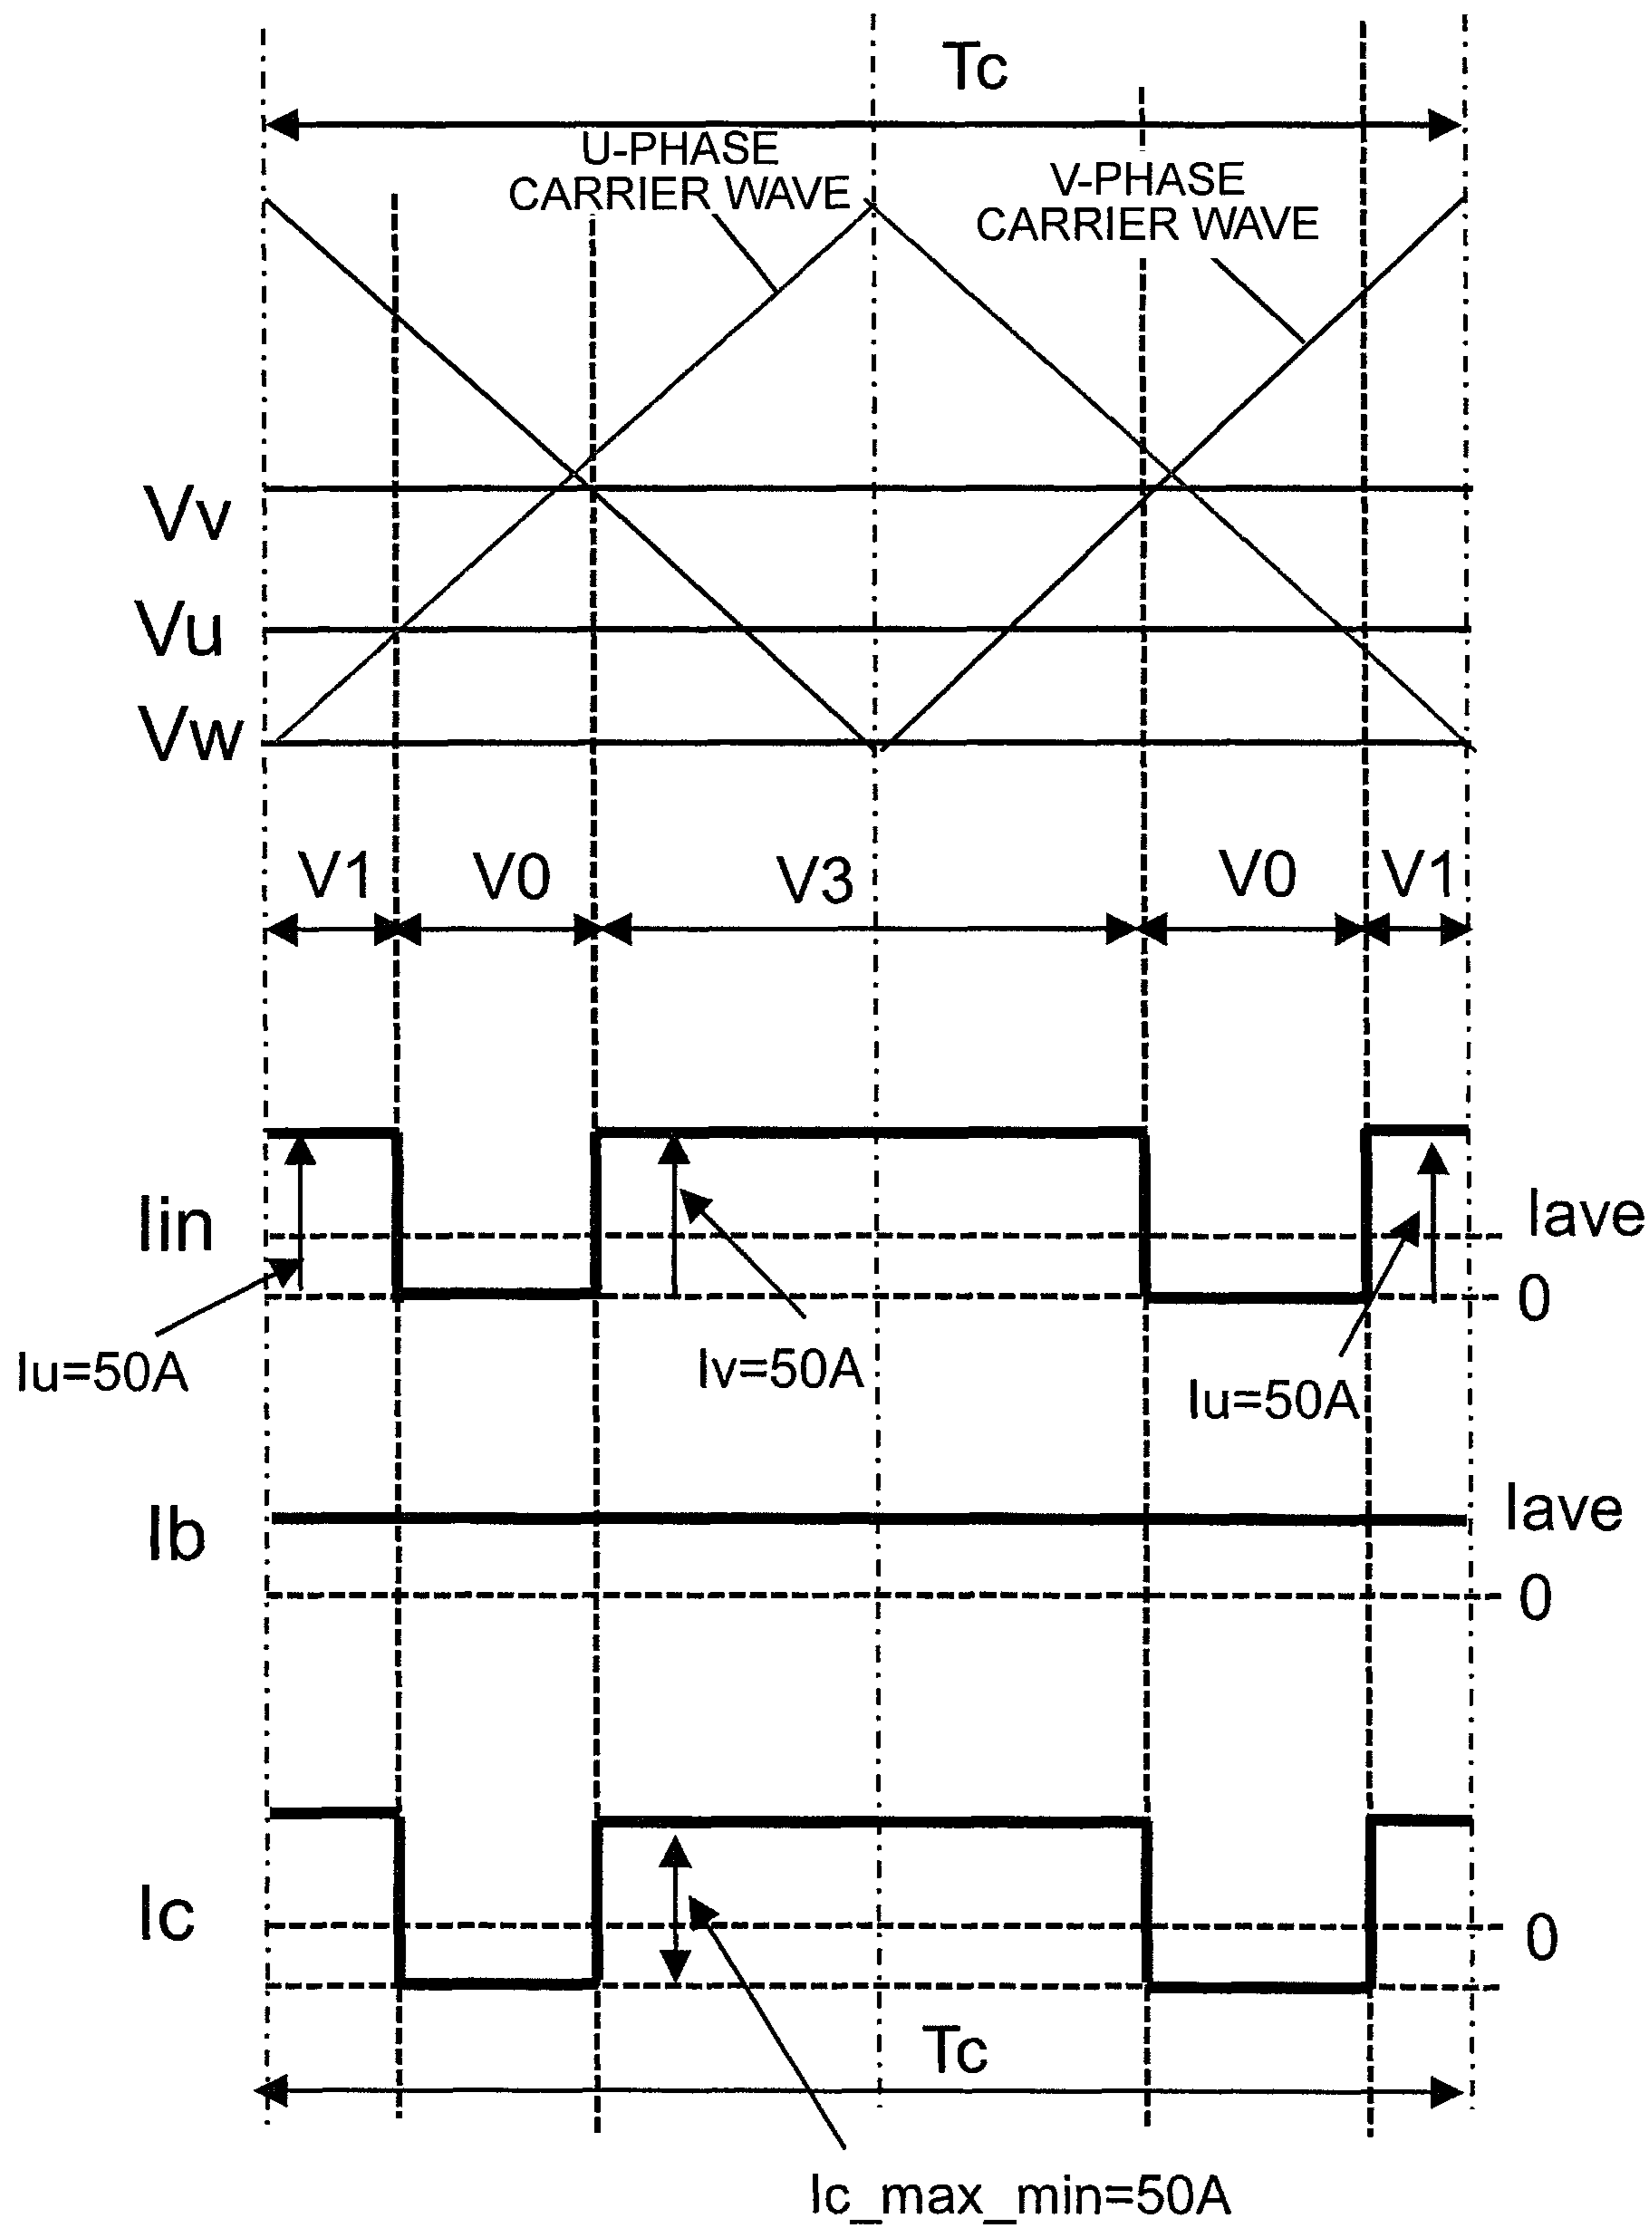 Tc
U-PHASE
CARRIER WAVE
V-PHASE
CARRIER WAVE
Vv
Vu
Vw
V1 V0 V3 V0 V1
Iin
Iave
0
Iu=50A
Iv=50A
Iu=50A
Ib
Iave
0
Ic
0
Tc
Ic_max_min=50A